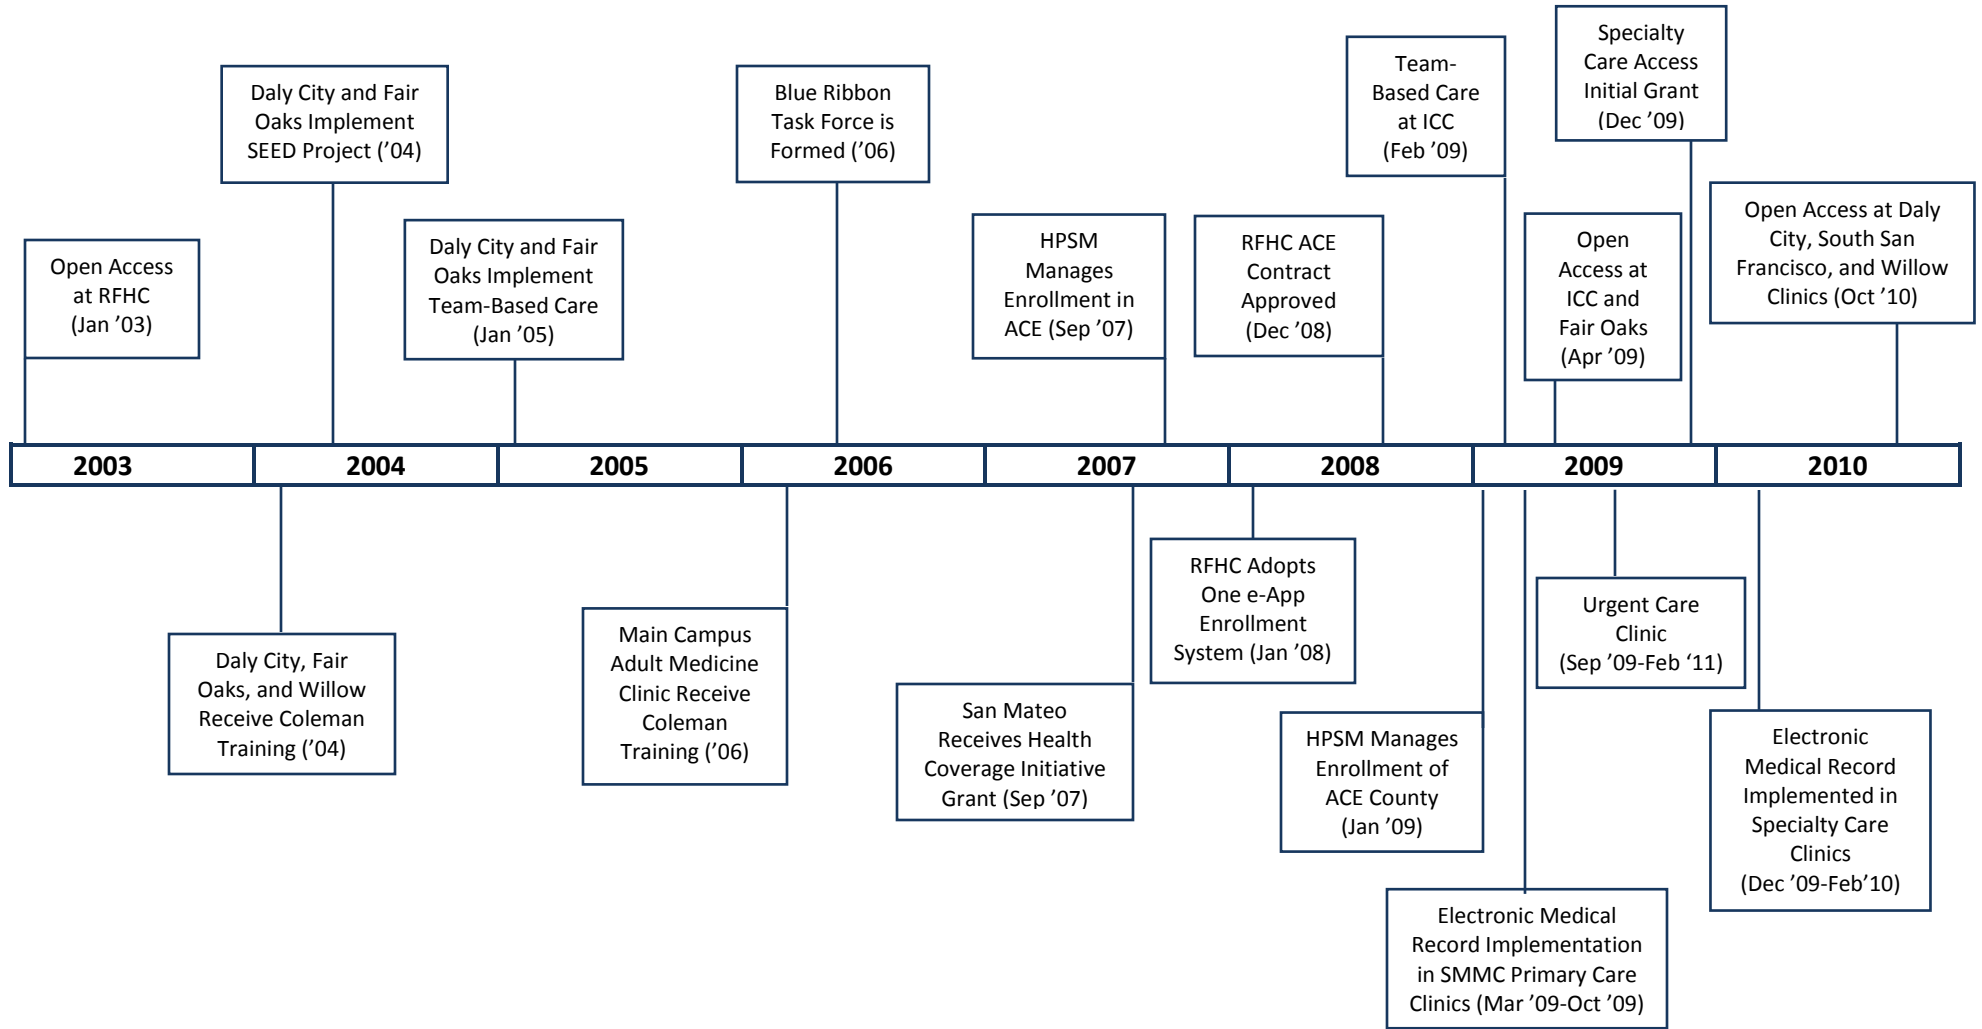 Open Access
at RFHC
(Jan ’03)
Daly City and Fair
Oaks Implement
SEED Project (’04)
Daly City and Fair
Oaks Implement
Team-Based Care
(Jan ’05)
Blue Ribbon
Task Force is
Formed (’06)
HPSM
Manages
Enrollment in
ACE (Sep ’07)
RFHC ACE
Contract
Approved
(Dec ’08)
Team-
Based Care
at ICC
(Feb ’09)
Open
Access at
ICC and
Fair Oaks
(Apr ’09)
Specialty
Care Access
Initial Grant
(Dec ’09)
Open Access at Daly
City, South San
Francisco, and Willow
Clinics (Oct ’10)
2003 2004 2005 2006 2007 2008 2009 2010
Daly City, Fair
Oaks, and Willow
Receive Coleman
Training (’04)
Main Campus
Adult Medicine
Clinic Receive
Coleman
Training (’06)
San Mateo
Receives Health
Coverage Initiative
Grant (Sep ’07)
RFHC Adopts
One e-App
Enrollment
System (Jan ’08)
HPSM Manages
Enrollment of
ACE County
(Jan ’09)
Electronic Medical
Record Implementation
in SMMC Primary Care
Clinics (Mar ’09-Oct ’09)
Urgent Care
Clinic
(Sep ’09-Feb ‘11)
Electronic
Medical Record
Implemented in
Specialty Care
Clinics
(Dec ’09-Feb’10)